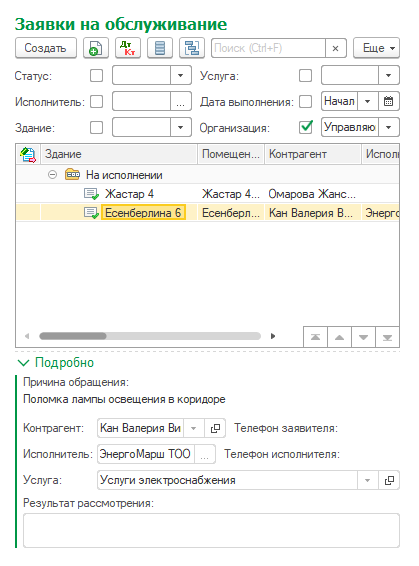 Заявки на обслуживание
Создать Дт Кт Поиск (Ctrl+F) × Еще
Статус: Услуга:
Исполнитель: ... Дата выполнения: Начал
Здание: Организация: Управляю
Здание Помещен... Контрагент Испол
На исполнении
Жастар 4 Жастар 4... Омарова Жанс...
Есенберлина 6 Есенберл... Кан Валерия В... Энерго
Подробно
Причина обращения:
Поломка лампы освещения в коридоре
Контрагент: Кан Валерия Ви Телефон заявителя:
Исполнитель: ЭнергоМарш ТОО ... Телефон исполнителя:
Услуга: Услуги электроснабжения
Результат рассмотрения: